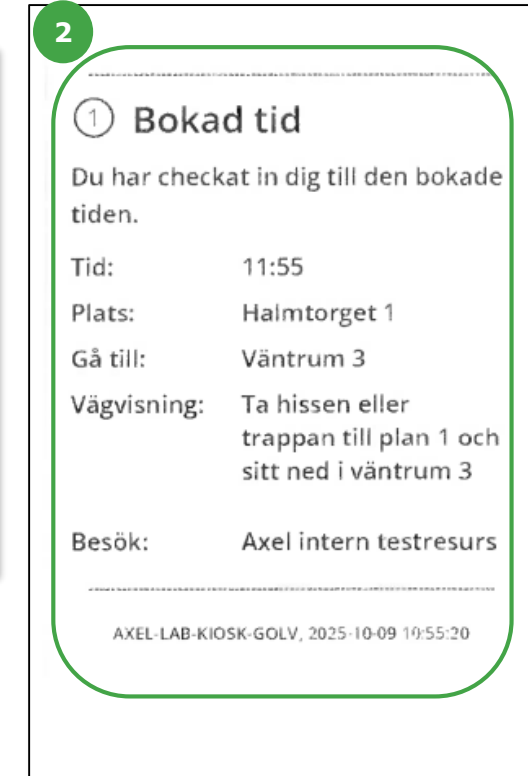 2
1 Bokad tid
Du har checkat in dig till den bokade
tiden.
Tid: 11:55
Plats: Halmtorget 1
Gå till: Väntrum 3
Vägvisning: Ta hissen eller
trappan till plan 1 och
sitt ned i väntrum 3
Besök: Axel intern testresurs
AXEL-LAB-KIOSK-GOLV, 2025-10-09 10:55:20